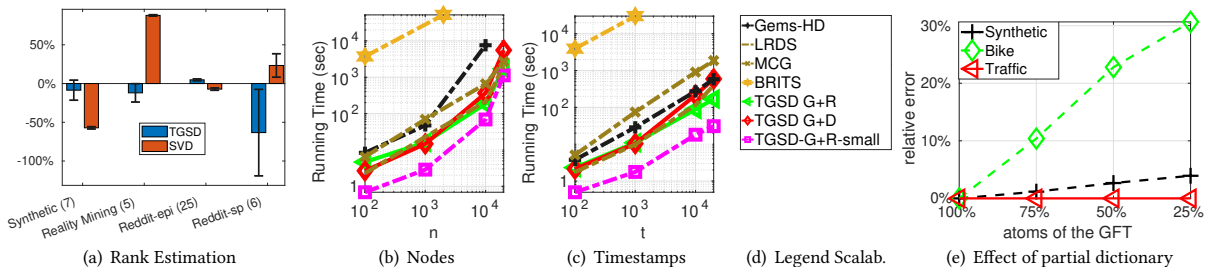 50%
0%
-50%
-100%
TGSD
SVD
Synthetic (7)
Reality Mining (5)
Reddit-epi (25)
Reddit-sp (6)
(a) Rank Estimation
Running Time (sec)
10^4
10^3
10^2
1
10^2
10^3
10^4
n
(b) Nodes
Running Time (sec)
10^4
10^3
10^2
1
10^2
10^3
10^4
t
(c) Timestamps
Gems-HD
LRDS
MCG
BRITS
TGSD G+R
TGSD G+D
TGSD-G+R-small
(d) Legend Scalab.
relative error
30%
20%
10%
0%
Synthetic
Bike
Traffic
100%
75%
50%
25%
atoms of the GFT
(e) Effect of partial dictionary